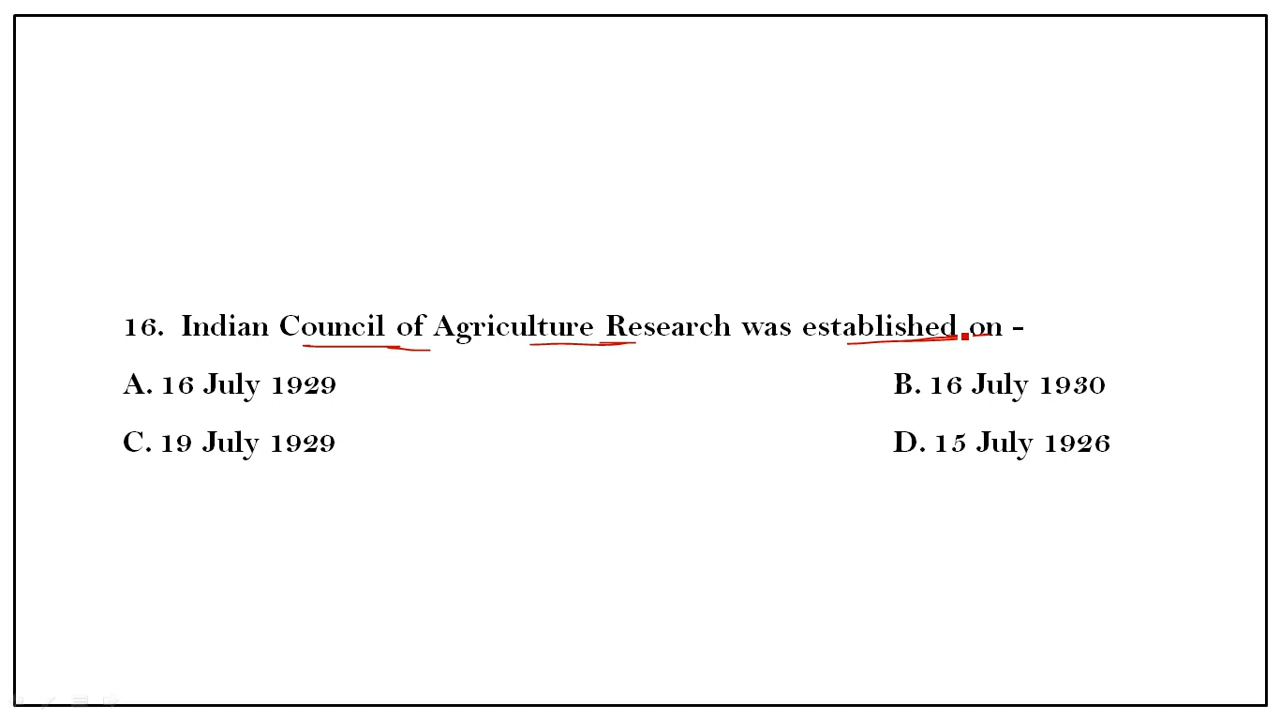 16. Indian Council of Agriculture Research was established on -
A. 16 July 1929 B. 16 July 1930
C. 19 July 1929 D. 15 July 1926